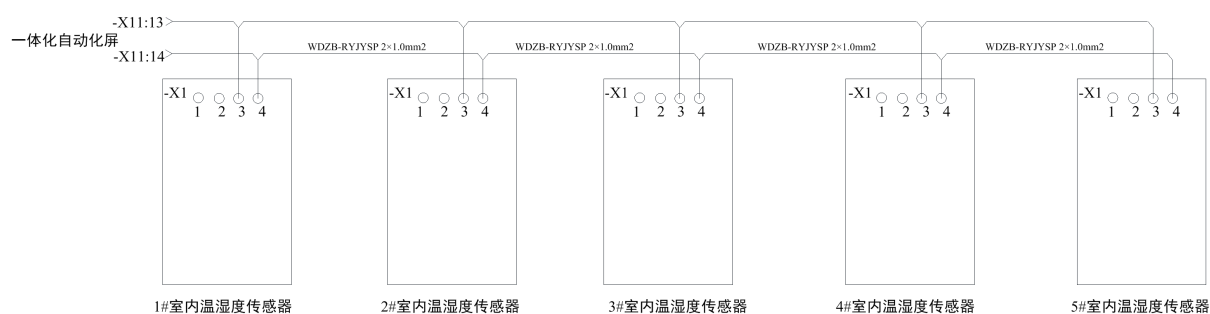 -X11:13
一体化自动化屏
-X11:14
WDZB-RYJYSP 2×1.0mm2
WDZB-RYJYSP 2×1.0mm2
WDZB-RYJYSP 2×1.0mm2
WDZB-RYJYSP 2×1.0mm2
-X1
1 2 3 4
-X1
1 2 3 4
-X1
1 2 3 4
-X1
1 2 3 4
-X1
1 2 3 4
1#室内温湿度传感器
2#室内温湿度传感器
3#室内温湿度传感器
4#室内温湿度传感器
5#室内温湿度传感器